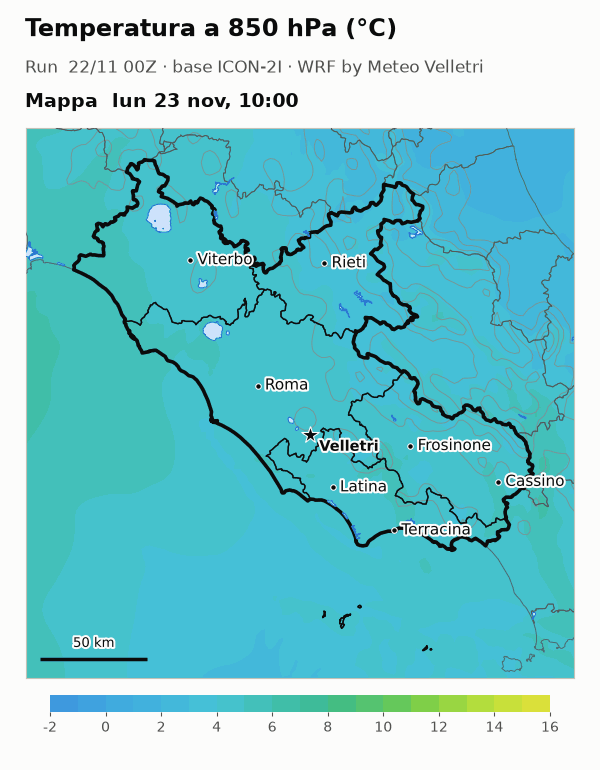 Temperatura a 850 hPa (°C)
Run  22/11 00Z · base ICON-2I · WRF by Meteo Velletri
Mappa  lun 23 nov, 10:00
Viterbo
Rieti
Roma
Velletri
Frosinone
Latina
Cassino
Terracina
50 km
-2 0 2 4 6 8 10 12 14 16